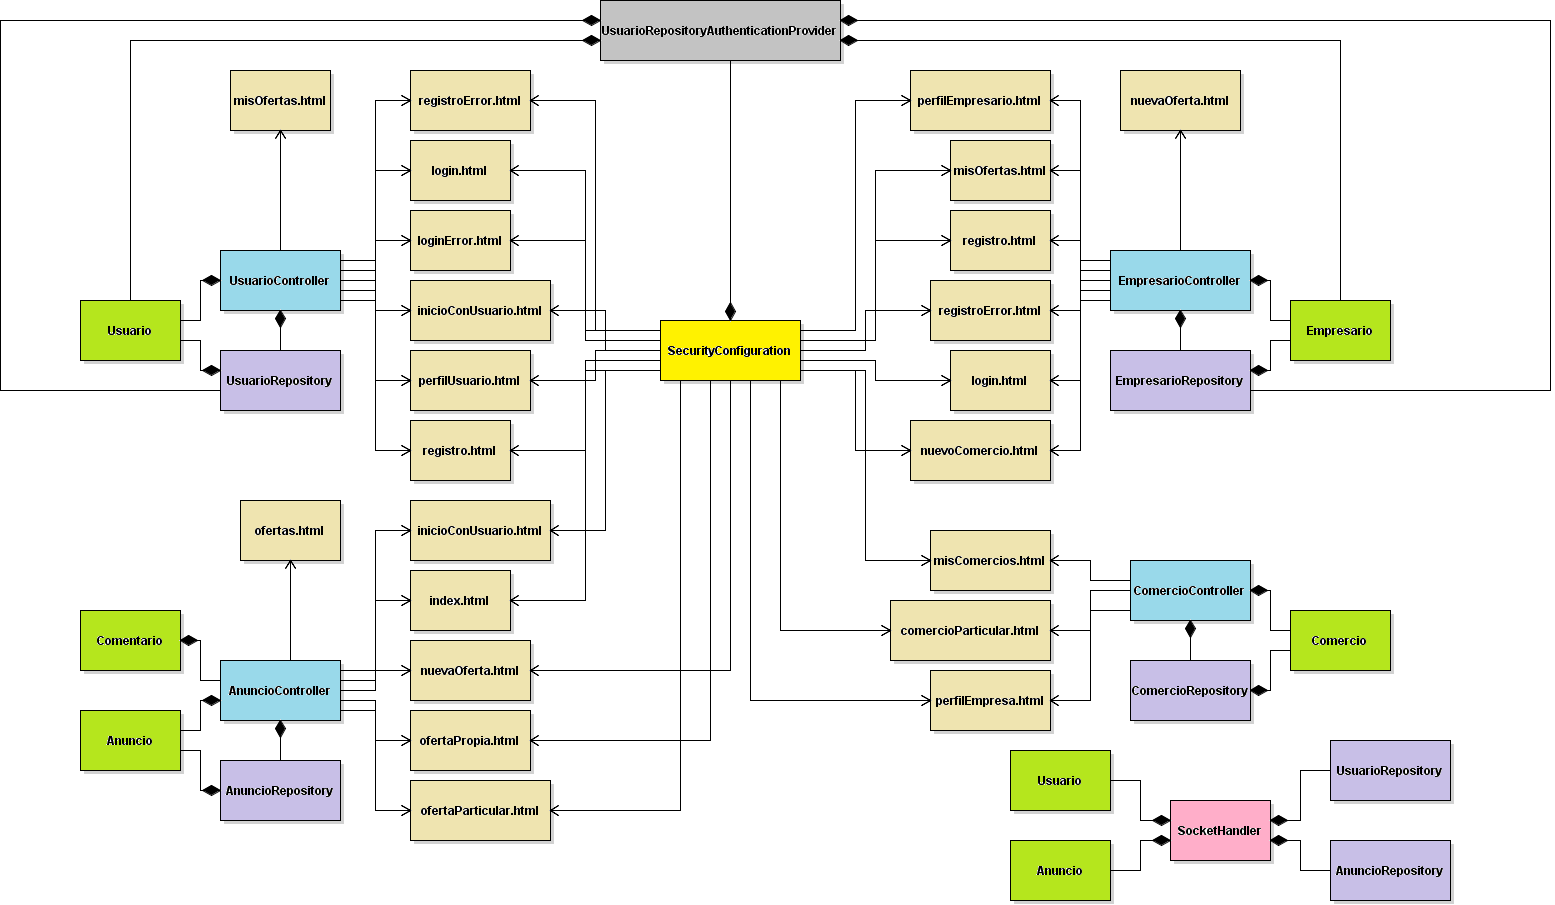 UsuarioRepositoryAuthenticationProvider
misOfertas.html
registroError.html
perfilEmpresario.html
nuevaOferta.html
login.html
misOfertas.html
loginError.html
registro.html
UsuarioController
EmpresarioController
inicioConUsuario.html
registroError.html
Usuario
Empresario
SecurityConfiguration
UsuarioRepository
perfilUsuario.html
login.html
EmpresarioRepository
registro.html
nuevoComercio.html
ofertas.html
inicioConUsuario.html
misComercios.html
index.html
ComercioController
comercioParticular.html
Comentario
Comercio
nuevaOferta.html
AnuncioController
ComercioRepository
perfilEmpresa.html
Anuncio
ofertaPropia.html
Usuario
UsuarioRepository
AnuncioRepository
ofertaParticular.html
SocketHandler
Anuncio
AnuncioRepository